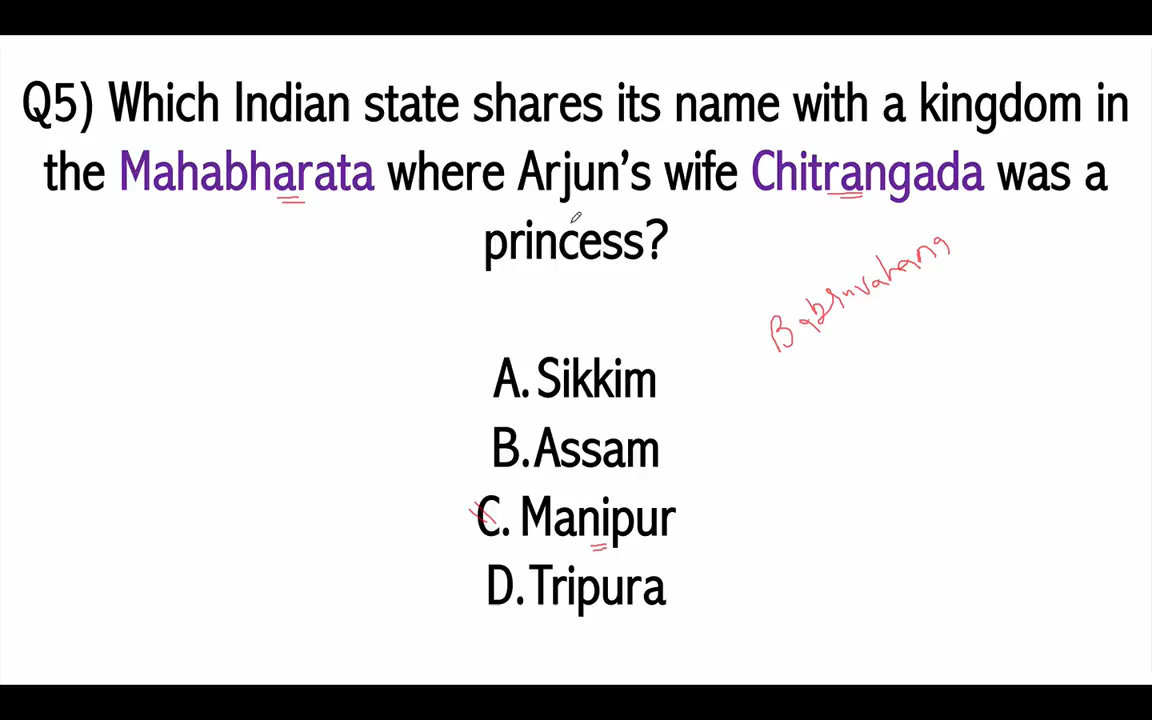 Q5) Which Indian state shares its name with a kingdom in
the Mahabharata where Arjun’s wife Chitrangada was a
princess?
Babruvahana
A. Sikkim
B. Assam
C. Manipur
D. Tripura